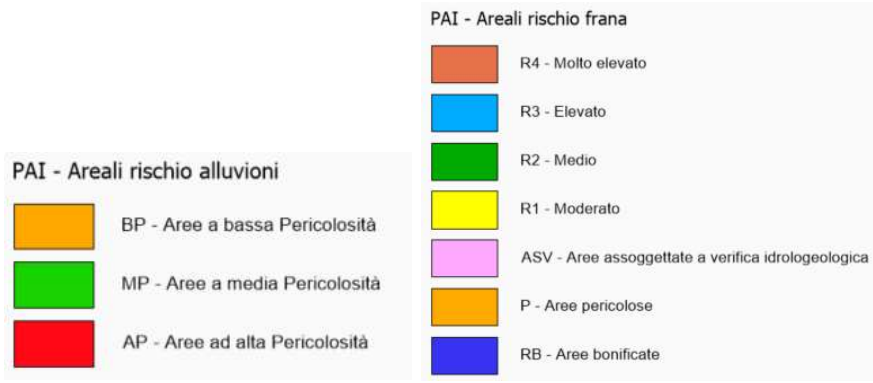 PAI - Areali rischio alluvioni
BP - Aree a bassa Pericolosità
MP - Aree a media Pericolosità
AP - Aree ad alta Pericolosità
PAI - Areali rischio frana
R4 - Molto elevato
R3 - Elevato
R2 - Medio
R1 - Moderato
ASV - Aree assoggettate a verifica idrologeologica
P - Aree pericolose
RB - Aree bonificate